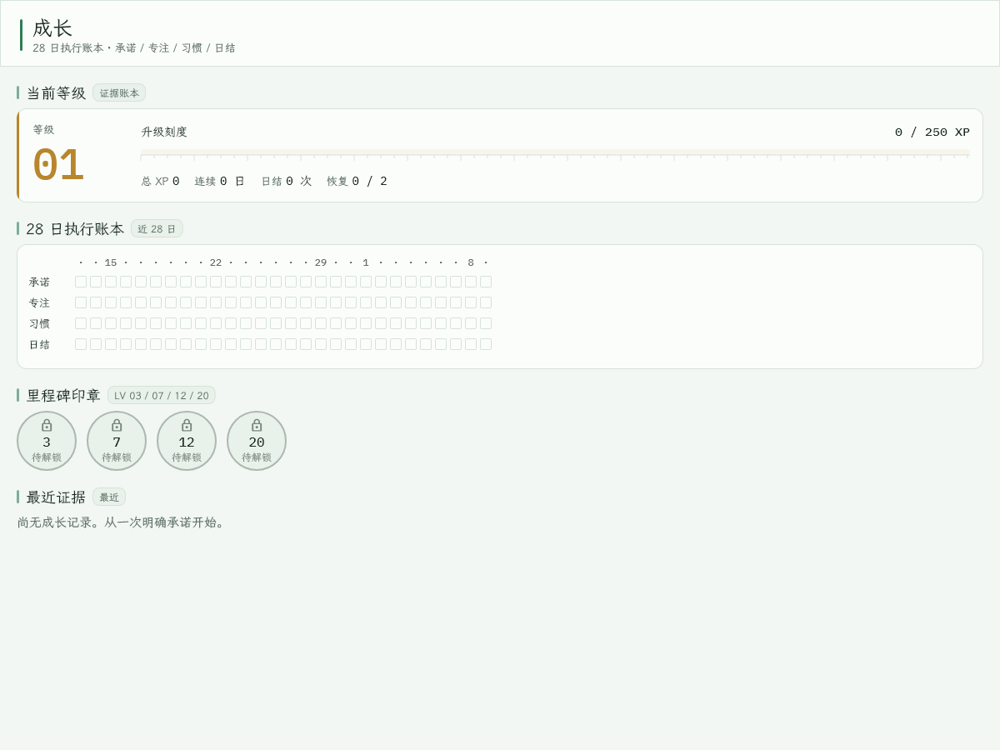 成长
28 日执行账本 · 承诺 / 专注 / 习惯 / 日结
当前等级 证据账本
等级
01
升级刻度 0 / 250 XP
总 XP 0 连续 0 日 日结 0 次 恢复 0 / 2
28 日执行账本 近 28 日
· · 15 · · · · · · 22 · · · · · · 29 · · 1 · · · · · · 8 ·
承诺
专注
习惯
日结
里程碑印章 LV 03 / 07 / 12 / 20
3 7 12 20
待解锁 待解锁 待解锁 待解锁
最近证据 最近
尚无成长记录。从一次明确承诺开始。